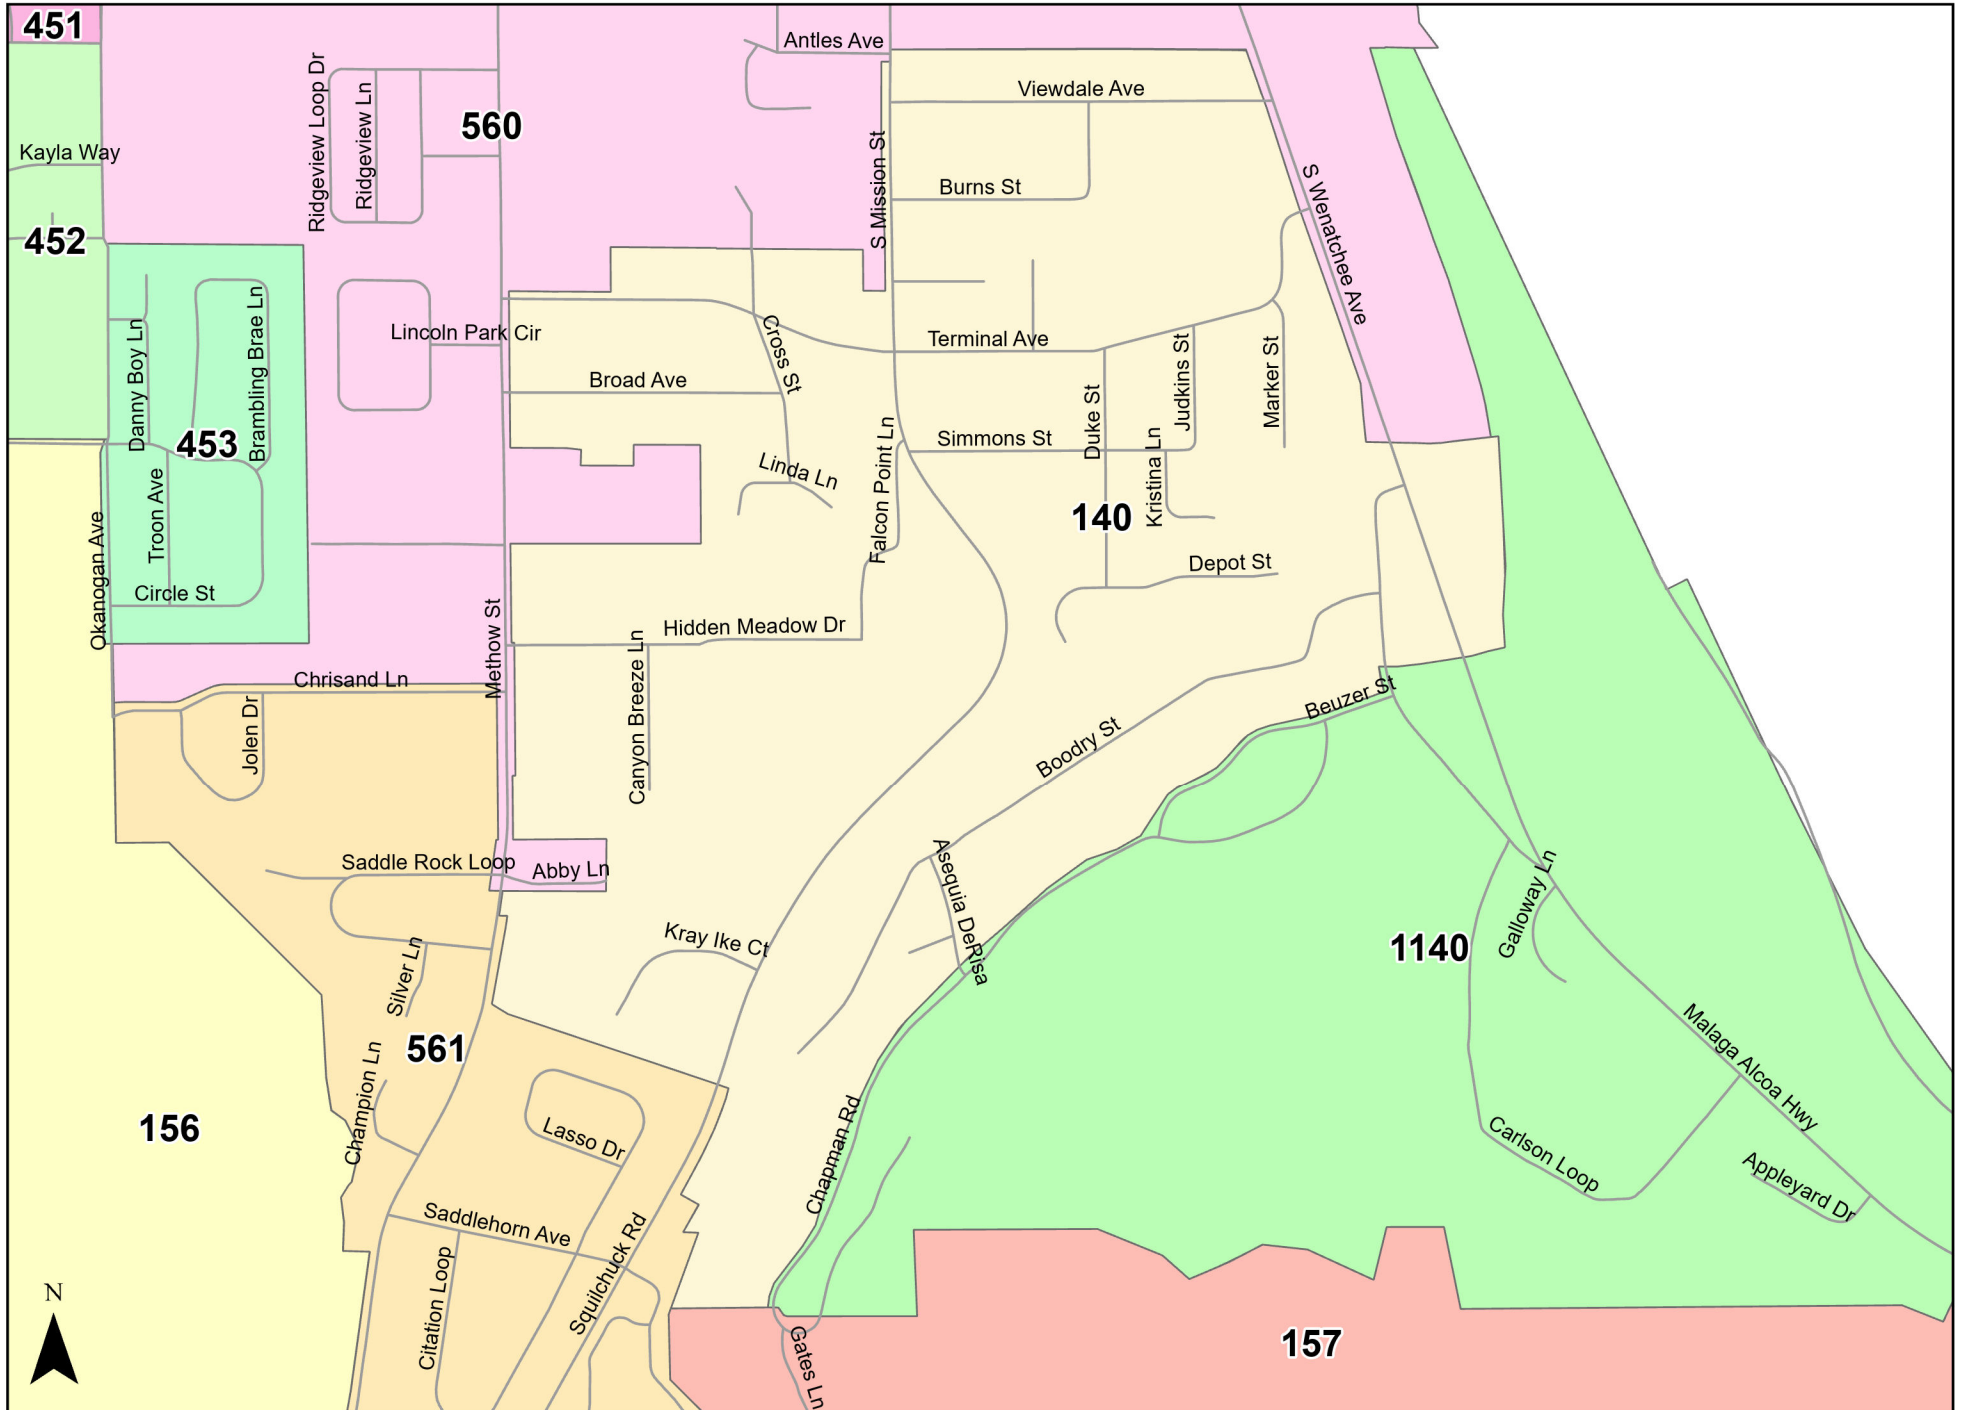 451
Antles Ave
Viewdale Ave
Ridgeview Loop Dr
Ridgeview Ln
560
Kayla Way
S Mission St
Burns St
452
S Wenatchee Ave
Danny Boy Ln
Brambling Brae Ln
Lincoln Park Cir
Cross St
Terminal Ave
Broad Ave
Duke St
Judkins St
Marker St
453
Simmons St
Linda Ln
Falcon Point Ln
Kristina Ln
140
Troon Ave
Okanogan Ave
Circle St
Depot St
Methow St
Hidden Meadow Dr
Canyon Breeze Ln
Chrisand Ln
Jolen Dr
Beuzer St
Boodry St
Saddle Rock Loop
Abby Ln
Asequia DeRisa
Galloway Ln
Kray Ike Ct
1140
Silver Ln
561
Champion Ln
Malaga Alcoa Hwy
156
Lasso Dr
Chapman Rd
Carlson Loop
Appleyard Dr
Saddlehorn Ave
Squilchuck Rd
Citation Loop
N
157
Gates Ln